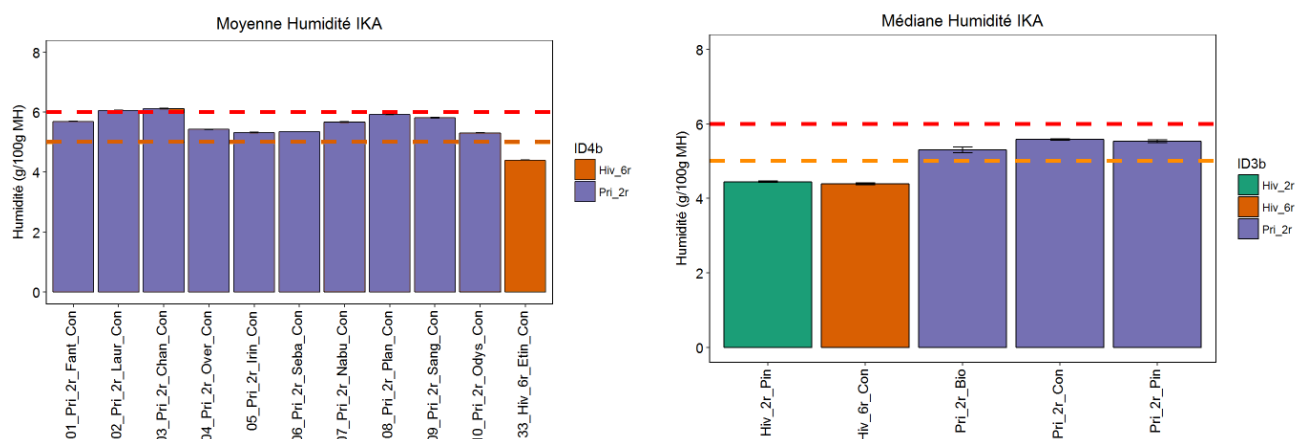 Moyenne Humidité IKA
Humidité (g/100g MH)
8
6
4
2
0
01_Pri_2r_Fant_Con
02_Pri_2r_Laur_Con
03_Pri_2r_Chan_Con
04_Pri_2r_Over_Con
05_Pri_2r_Irin_Con
06_Pri_2r_Seba_Con
07_Pri_2r_Nabu_Con
08_Pri_2r_Plan_Con
09_Pri_2r_Sang_Con
10_Pri_2r_Odys_Con
33_Hiv_6r_Etin_Con
ID4b
Hiv_6r
Pri_2r
Médiane Humidité IKA
Humidité (g/100g MH)
8
6
4
2
0
Hiv_2r_Pin
Hiv_6r_Con
Pri_2r_Bio
Pri_2r_Con
Pri_2r_Pin
ID3b
Hiv_2r
Hiv_6r
Pri_2r